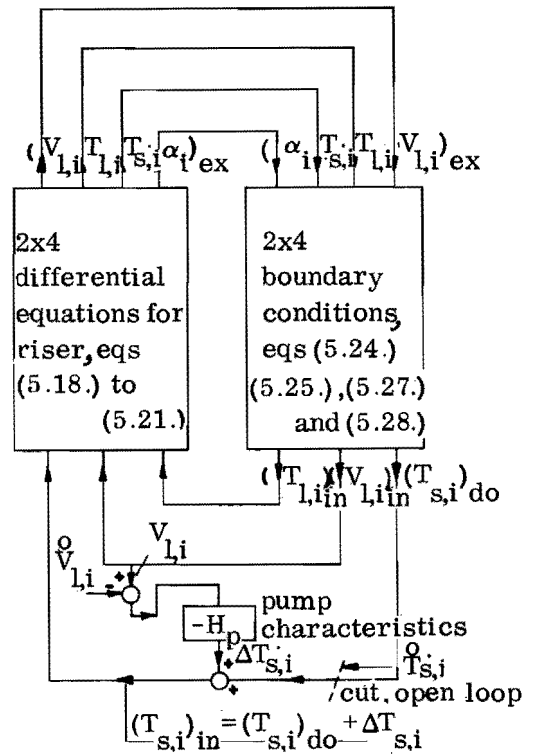 (V_l,i T_l,i T_s,i α_i)_ex
(α_i T_s,i T_l,i V_l,i)_ex
2x4
differential
equations for
riser, eqs
(5.18.) to
(5.21.)
2x4
boundary
conditions,
eqs (5.24.)
(5.25.),(5.27.)
and (5.28.)
(T_l,i)_in (V_l,i)_in (T_s,i)_do
V̊_l,i
V_l,i
+
-
-H_p
pump
characteristics
+
ΔT_s,i
+
T̊_s,i
cut, open loop
(T_s,i)_in = (T_s,i)_do + ΔT_s,i